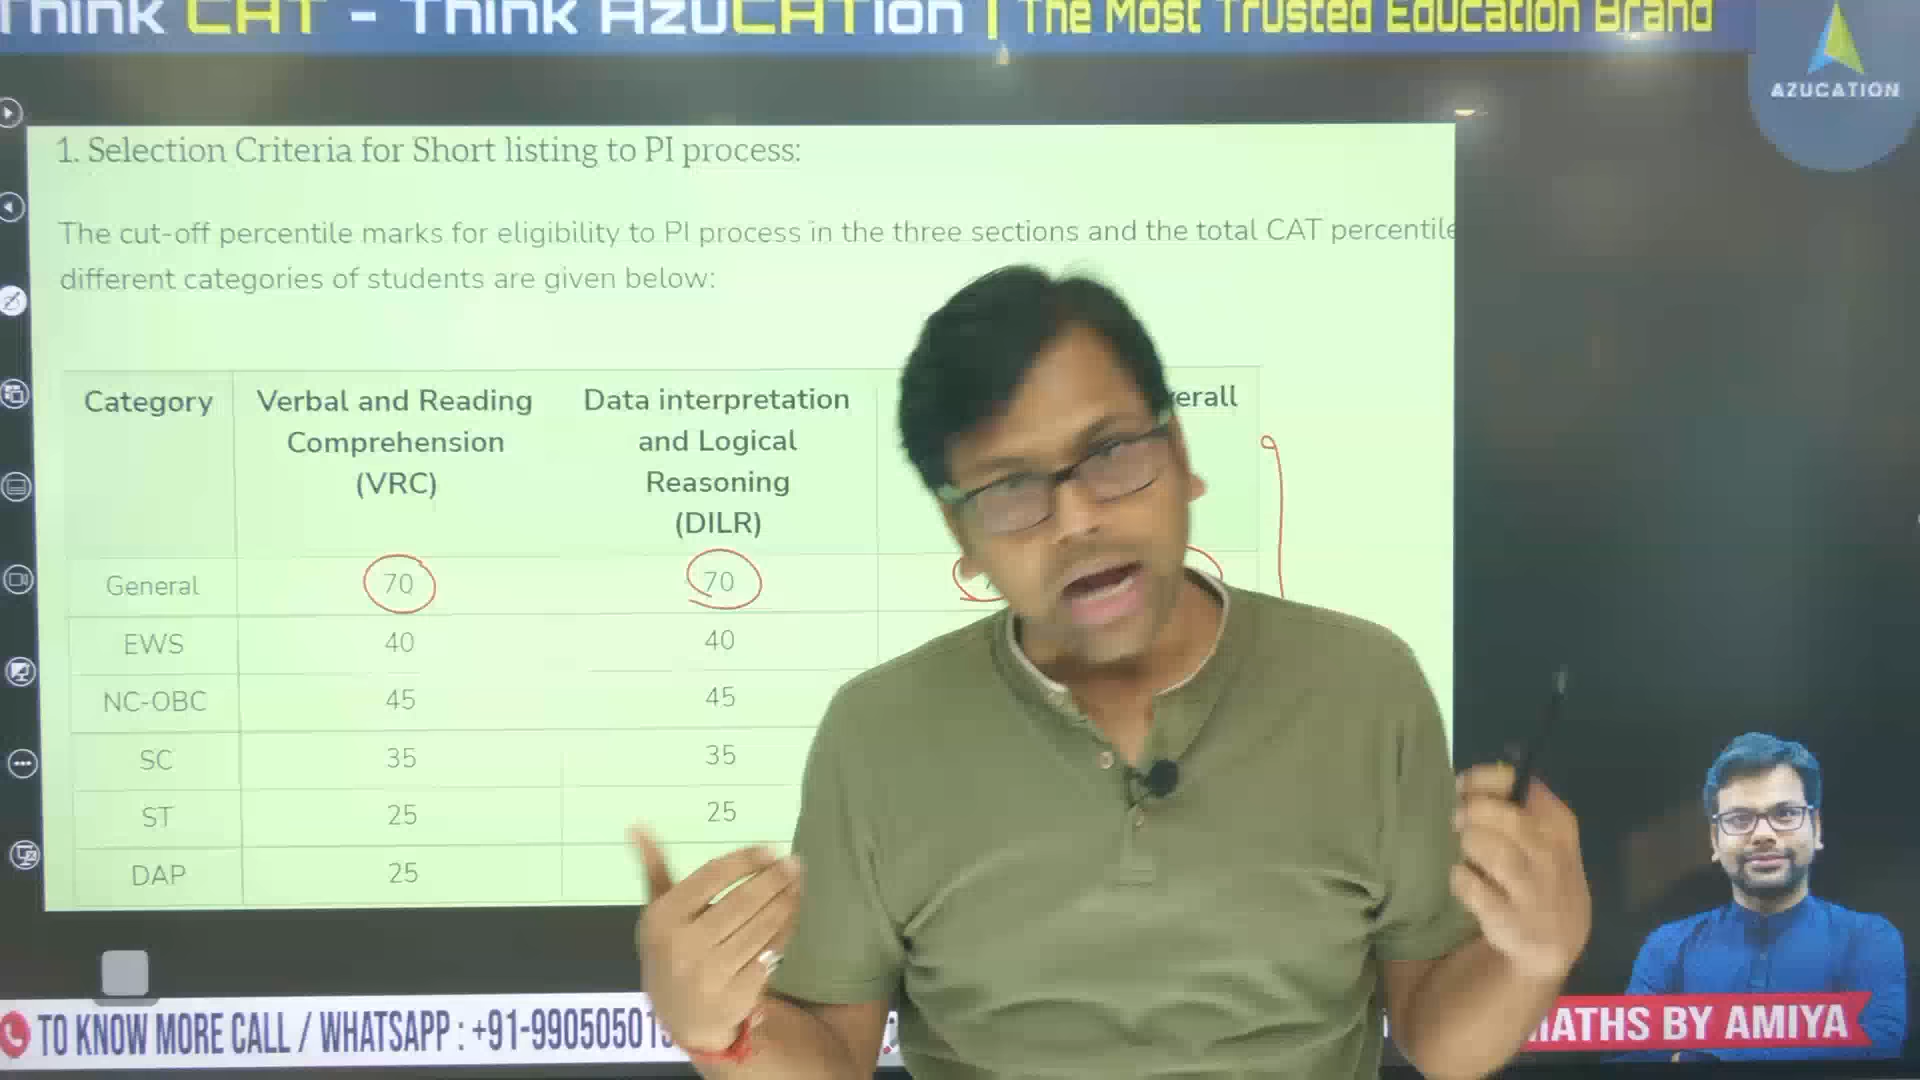 Think CAT - Think AzuCATion | The Most Trusted Education Brand
AZUCATION
1. Selection Criteria for Short listing to PI process:
The cut-off percentile marks for eligibility to PI process in the three sections and the total CAT percentile
different categories of students are given below:
Category
Verbal and Reading
Comprehension
(VRC)
Data interpretation
and Logical
Reasoning
(DILR)
erall
General 70 70
EWS 40 40
NC-OBC 45 45
SC 35 35
ST 25 25
DAP 25
TO KNOW MORE CALL / WHATSAPP : +91-99050501
MATHS BY AMIYA